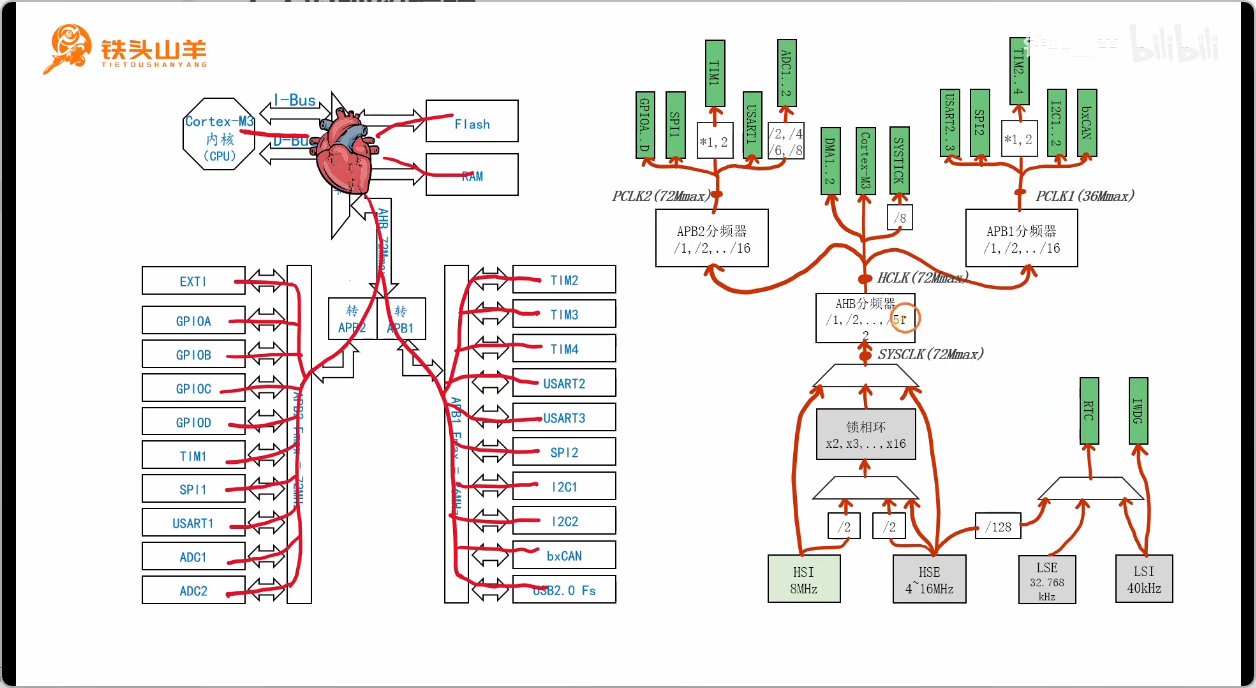 铁头山羊
TIETOUSHANYANG
bilibili
I-Bus
Cortex-M3
内核
(CPU)
D-Bu
Flash
RAM
AHB 72M
转
APB2
转
APB1
EXTI
GPIOA
GPIOB
GPIOC
GPIOD
TIM1
SPI1
USART1
ADC1
ADC2
TIM2
TIM3
TIM4
USART2
USART3
SPI2
I2C1
I2C2
bxCAN
USB2.0 Fs
GPIOA..D
SPI1
TIM1
USART1
ADC1..2
*1,2
/2,/4
/6,/8
PCLK2(72Mmax)
APB2分频器
/1,/2,../16
DMA1..2
Cortex-M3
SYSTICK
/8
USART2..3
SPI2
TIM2..4
I2C1..2
bxCAN
*1,2
PCLK1(36Mmax)
APB1分频器
/1,/2,../16
HCLK(72Mmax)
AHB分频器
/1,/2,..,/51
2
SYSCLK(72Mmax)
锁相环
x2,x3,..,x16
/2
/2
/128
RTC
IWDG
HSI
8MHz
HSE
4~16MHz
LSE
32.768
kHz
LSI
40kHz